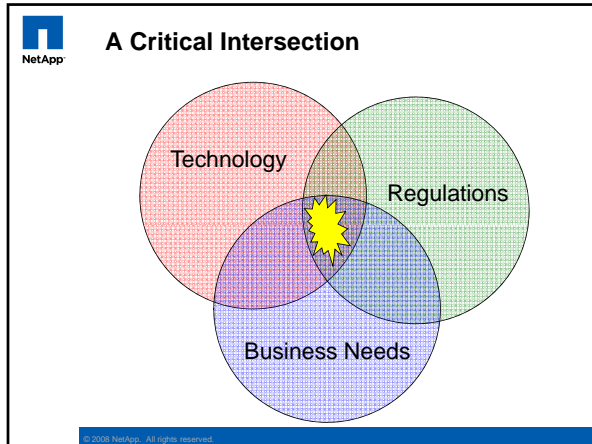 A Critical Intersection
NetApp
Technology
Regulations
Business Needs
© 2008 NetApp. All rights reserved.